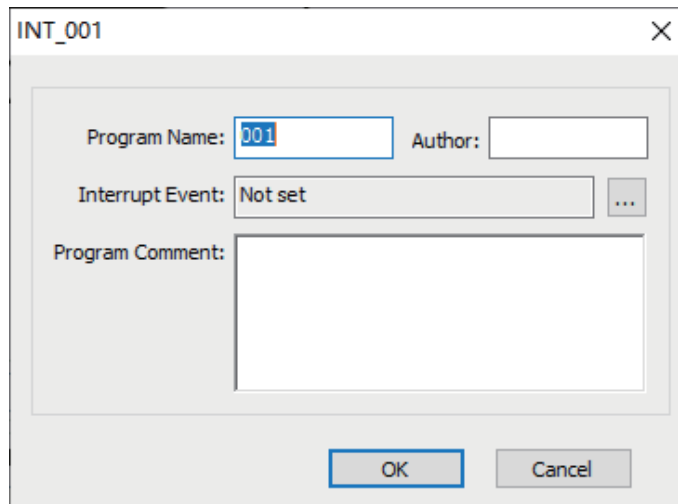 INT_001
Program Name: 001 Author:
Interrupt Event: Not set ...
Program Comment:
OK Cancel